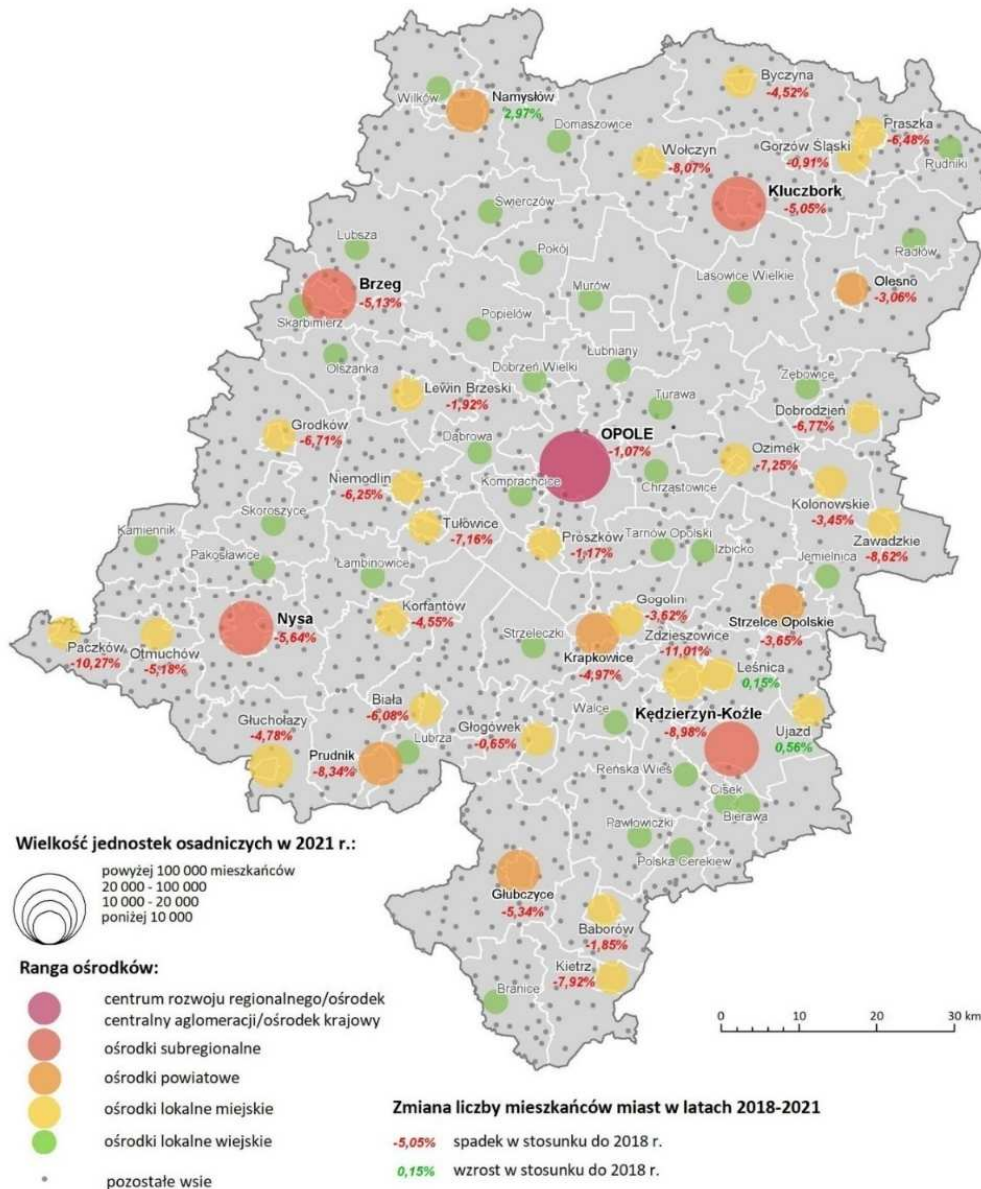 Byczyna
-4,52%
Wilków
Namysłów
2,97%
Praszka
-6,48%
Domaszowice
Wołczyn
-8,07%
Gorzów Śląski
-0,91%
Rudniki
Kluczbork
-5,05%
Świerczów
Lubsza
Radłów
Pokój
Lasowice Wielkie
Brzeg
-5,13%
Murów
Olesno
-3,06%
Skarbimierz
Popielów
Olszanka
Łubniany
Dobrzeń Wielki
Zębowice
Lewin Brzeski
-1,92%
Turawa
Dobrodzień
-6,77%
Grodków
-6,71%
OPOLE
-1,07%
Dąbrowa
Ozimek
-7,25%
Niemodlin
-6,25%
Komprachcice
Chrząstowice
Kolonowskie
-3,45%
Skoroszyce
Tułowice
-7,16%
Kamiennik
Prószków
-1,17%
Tarnów Opolski
Izbicko
Zawadzkie
-8,62%
Pakosławice
Łambinowice
Jemielnica
Korfantów
-4,55%
Gogolin
-3,62%
Nysa
-5,64%
Strzelce Opolskie
-3,65%
Strzeleczki
Zdzieszowice
-11,01%
Paczków
-10,27%
Otmuchów
-5,18%
Krapkowice
-4,97%
Leśnica
0,15%
Biała
-6,08%
Walce
Kędzierzyn-Koźle
-8,98%
Głuchołazy
-4,78%
Głogówek
-0,65%
Ujazd
0,56%
Prudnik
-8,34%
Lubrza
Reńska Wieś
Cisek
Bierawa
Pawłowiczki
Polska Cerekiew
Głubczyce
-5,34%
Baborów
-1,85%
Kietrz
-7,92%
Branice
Wielkość jednostek osadniczych w 2021 r.:
powyżej 100 000 mieszkańców
20 000 - 100 000
10 000 - 20 000
poniżej 10 000
Ranga ośrodków:
centrum rozwoju regionalnego/ośrodek
centralny aglomeracji/ośrodek krajowy
ośrodki subregionalne
ośrodki powiatowe
ośrodki lokalne miejskie
ośrodki lokalne wiejskie
pozostałe wsie
0 10 20 30 km
Zmiana liczby mieszkańców miast w latach 2018-2021
-5,05% spadek w stosunku do 2018 r.
0,15% wzrost w stosunku do 2018 r.